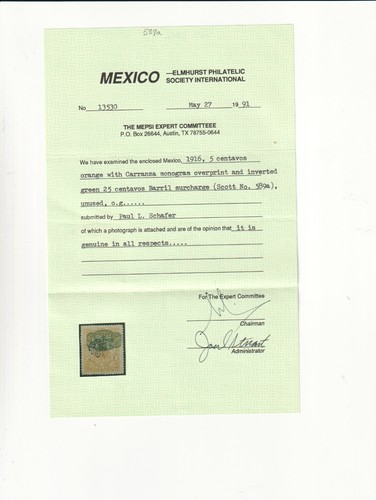 589a
MEXICO —ELMHURST PHILATELIC
SOCIETY INTERNATIONAL
No 13530 May 27 1991
THE MEPSI EXPERT COMMITTEEE
P.O. Box 26644, Austin, TX 78755-0644
We have examined the enclosed Mexico, 1916, 5 centavos
orange with Carranza monogram overprint and inverted
green 25 centavos Barril surcharge (Scott No. 589a),
unused, o.g......
submitted by Paul L. Schafer
of which a photograph is attached and are of the opinion that it is
genuine in all respects.....
For The Expert Committee
Chairman
Administrator